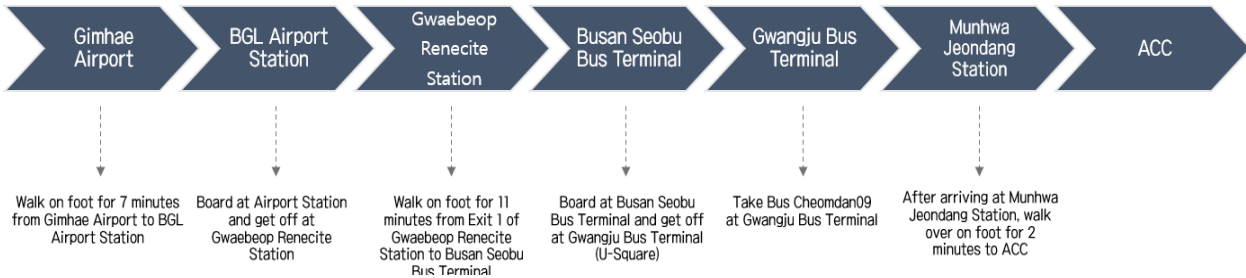 Gimhae
Airport
BGL Airport
Station
Gwaebeop
Renecite
Station
Busan Seobu
Bus Terminal
Gwangju Bus
Terminal
Munhwa
Jeondang
Station
ACC
Walk on foot for 7 minutes
from Gimhae Airport to BGL
Airport Station
Board at Airport Station
and get off at
Gwaebeop Renecite
Station
Walk on foot for 11
minutes from Exit 1 of
Gwaebeop Renecite
Station to Busan Seobu
Bus Terminal
Board at Busan Seobu
Bus Terminal and get off
at Gwangju Bus Terminal
(U-Square)
Take Bus Cheomdan09
at Gwangju Bus Terminal
After arriving at Munhwa
Jeondang Station, walk
over on foot for 2
minutes to ACC